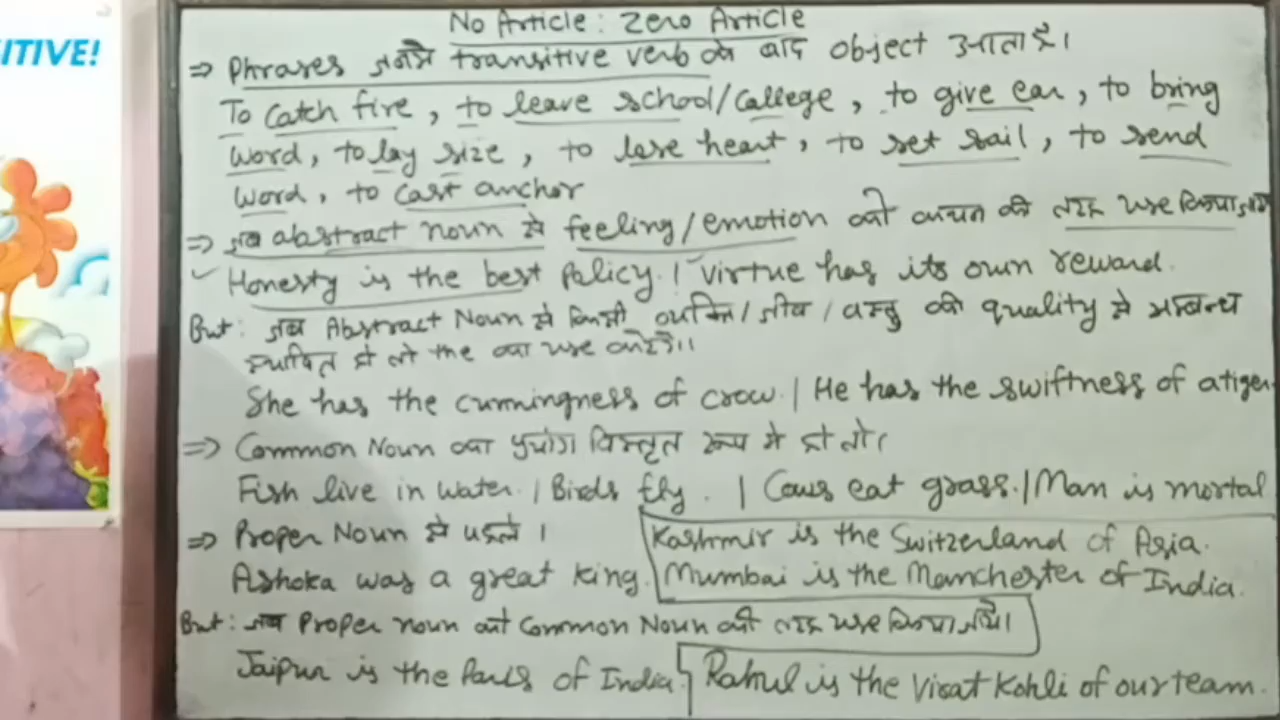 ITIVE!
No Article: Zero Article
⇒ Phrases जिनमे transitive verb के बाद object आता है।
To Catch fire, to leave school/College, to give ear, to bring
word, to lay size, to lose heart, to set sail, to send
word, to cast anchor
⇒ जब abstract noun से feeling/emotion को की तरह use किया जाए
Honesty is the best Policy. | Virtue has its own reward.
But: जब Abstract Noun से किसी व्यक्ति/जीव/वस्तु की quality से सम्बन्ध
स्थापित हो तो the का use करेंगे।।
She has the cunningness of crow. | He has the swiftness of a tiger
⇒ Common Noun का प्रयोग विस्तृत रूप मे हो तो।
Fish live in water. | Birds fly. | Cows eat grass. | Man is mortal
⇒ Proper Noun से पहले। Kashmir is the Switzerland of Asia.
Ashoka was a great king. Mumbai is the Manchester of India.
But: जब Proper noun को Common Noun की तरह use किया जाये।
Jaipur is the Paris of India. Rahul is the Virat Kohli of our team.